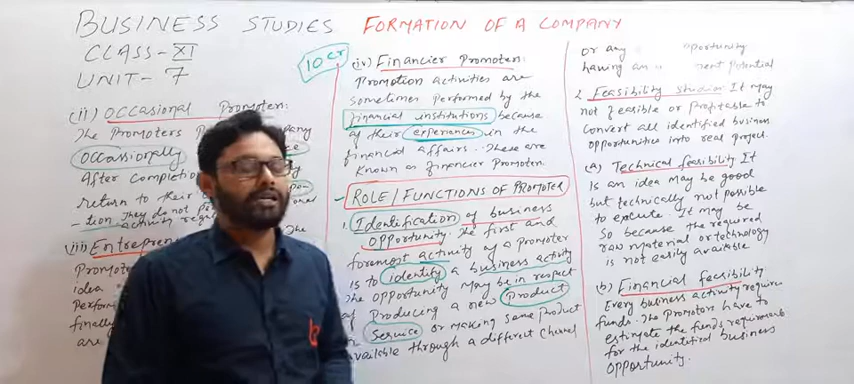 BUSINESS STUDIES FORMATION OF A COMPANY
CLASS - XI
UNIT - 7
(ii) OCCASIONAL Promoter:
The Promoters
Occassionally
After completion
return to their
-tion They do not
activity
(iii) Entrepren
Promoter
idea
Perform
finally
are
10 Cr
(iv) Financier Promoter:
Promotion activities are
sometimes performed by the
financial institutions because
of their experiances in the
financial affairs. These are
Known as financier Promoter.
ROLE/FUNCTIONS OF PROMOTER
1. Identification of business
opportunity. The first and
foremost activity of a promoter
is to identify a business activity
The opportunity may be in respect
of producing a new Product
Service or making same Product
available through a different channel
or any oportunity
having potential
2. Feasibility studies It may
not feasible or profitable to
convert all identified business
opportunities into real project.
(a) Technical feasibility It
is an idea may be good
but technically not possible
to execute. It may be
so because the required
raw material or technology
is not easily available
(b) Financial feasibility
Every business activity require
funds. The Promoters have to
estimate the funds requirements
for the identified business
opportunity.